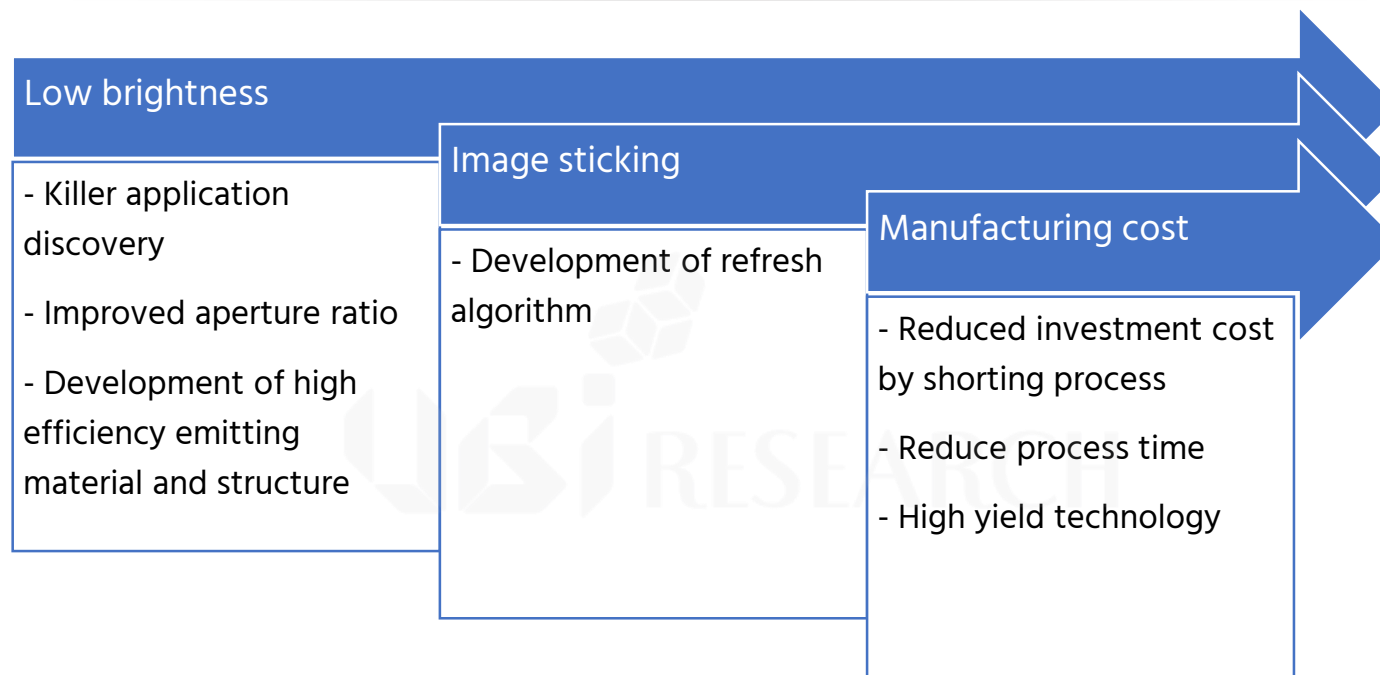 Low brightness
- Killer application
discovery
- Improved aperture ratio
- Development of high
efficiency emitting
material and structure
Image sticking
- Development of refresh
algorithm
Manufacturing cost
- Reduced investment cost
by shorting process
- Reduce process time
- High yield technology
UBi RESEARCH